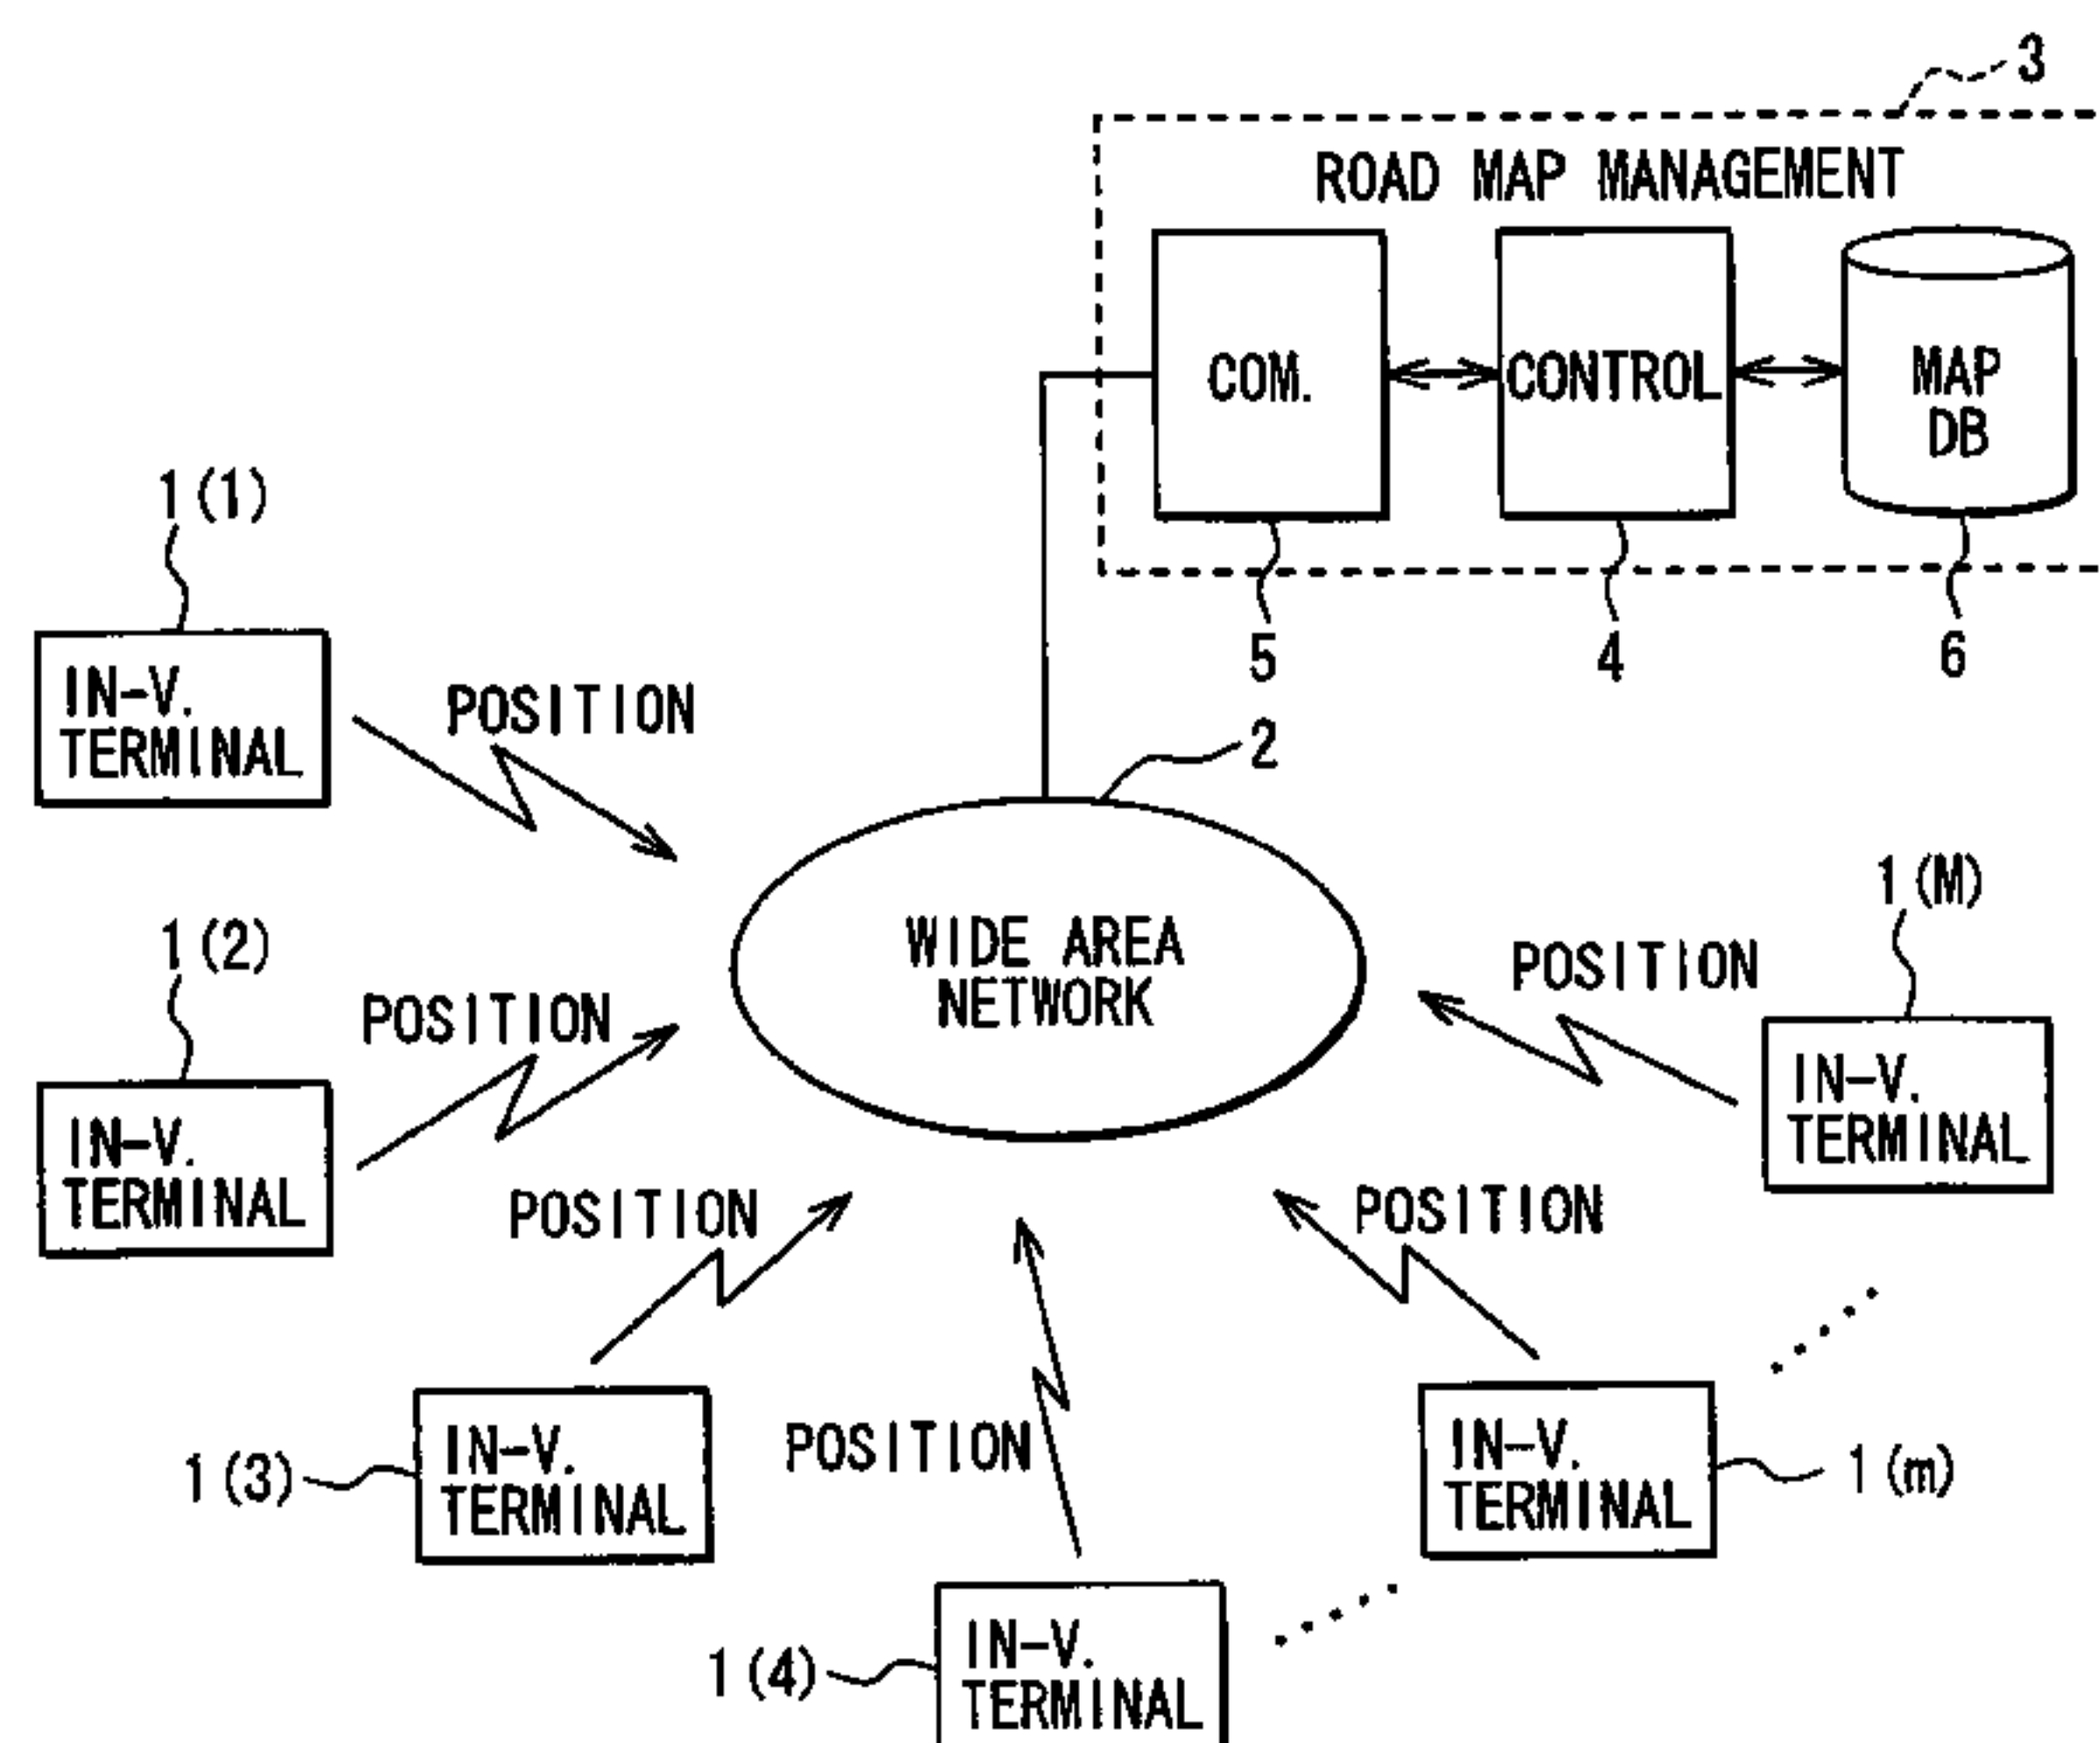 3
ROAD MAP MANAGEMENT
COM.
CONTROL
MAP
DB
5
4
6
1(1)
IN-V.
TERMINAL
POSITION
2
WIDE AREA
NETWORK
1(2)
IN-V.
TERMINAL
POSITION
1(M)
POSITION
IN-V.
TERMINAL
POSITION
1(3)
IN-V.
TERMINAL
POSITION
1(4)
IN-V.
TERMINAL
POSITION
IN-V.
TERMINAL
1(m)